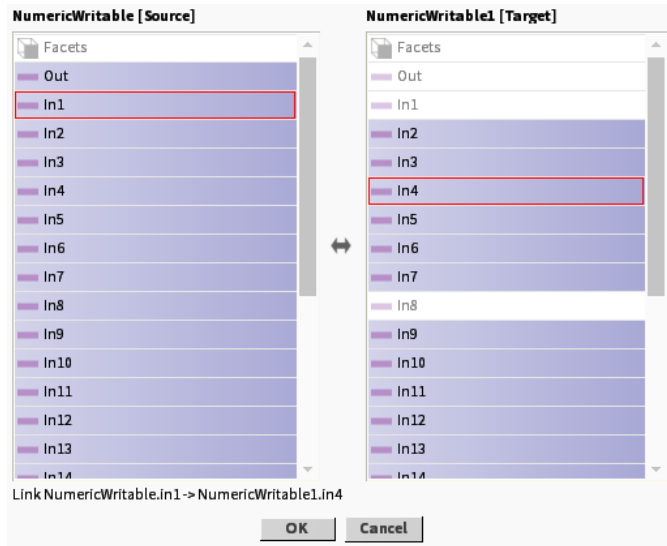 NumericWritable [Source]
Facets
Out
In1
In2
In3
In4
In5
In6
In7
In8
In9
In10
In11
In12
In13
In14
NumericWritable1 [Target]
Facets
Out
In1
In2
In3
In4
In5
In6
In7
In8
In9
In10
In11
In12
In13
In14
Link NumericWritable.in1 -> NumericWritable1.in4
OK
Cancel